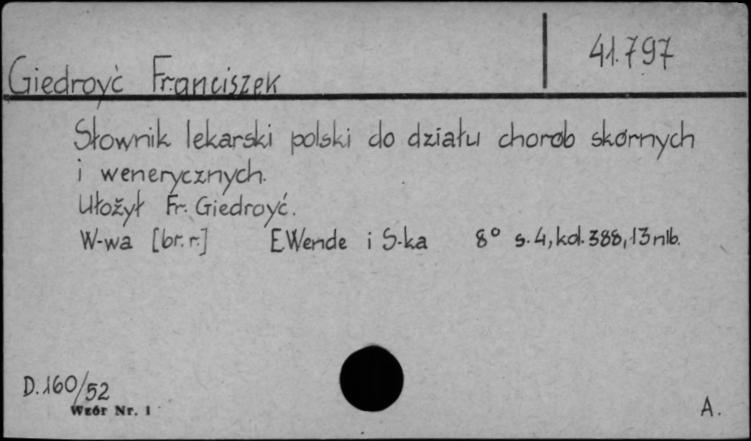 41.797
Giedroyć Franciszek
Słownik lekarski polski do działu chorób skórnych
i wenerycznych.
Ułożył Fr. Giedroyć.
W-wa [br. r.] E Wende i S-ka 8° s. 4, kol. 388, 13 nlb.
D. 160/52
Wzór Nr. 1
A.